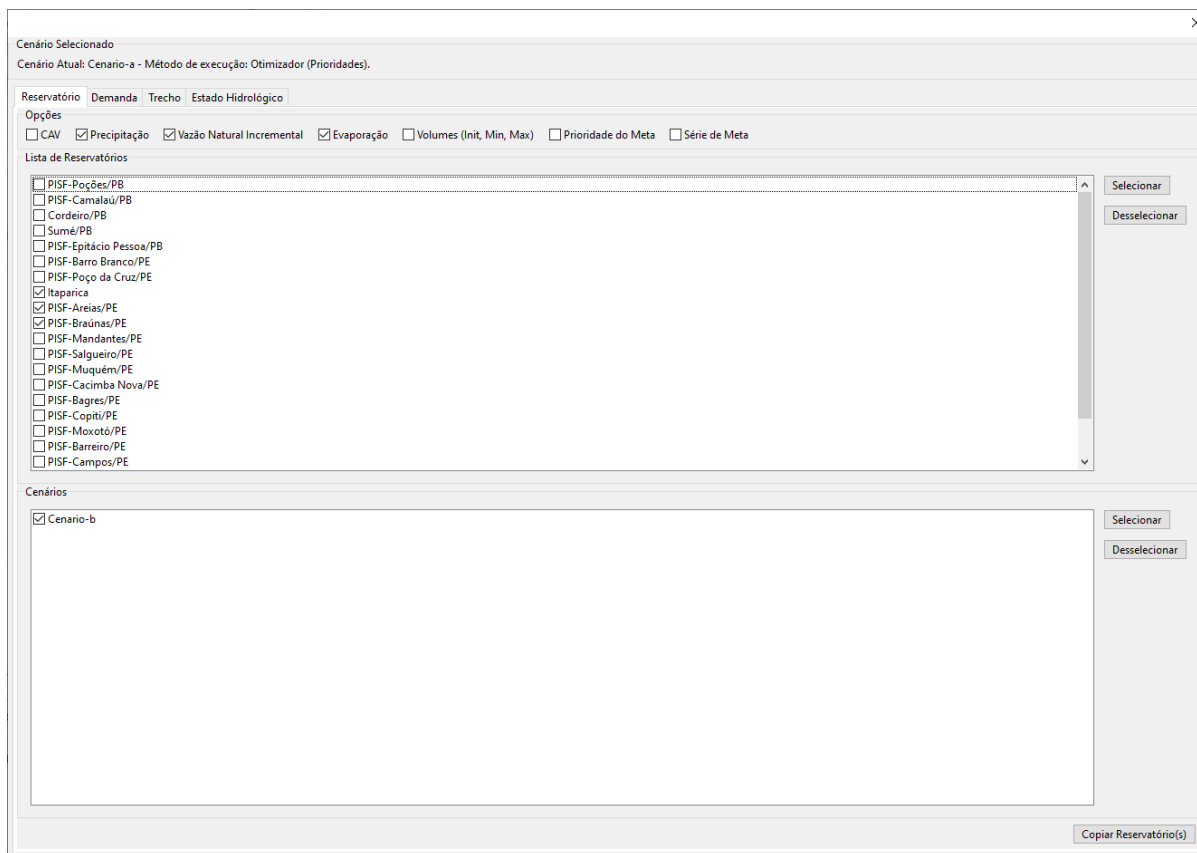 Cenário Selecionado
Cenário Atual: Cenario-a - Método de execução: Otimizador (Prioridades).
Reservatório Demanda Trecho Estado Hidrológico
Opções
CAV Precipitação Vazão Natural Incremental Evaporação Volumes (Init, Min, Max) Prioridade do Meta Série de Meta
Lista de Reservatórios
PISF-Poções/PB
PISF-Camalaú/PB
Cordeiro/PB
Sumé/PB
PISF-Epitácio Pessoa/PB
PISF-Barro Branco/PE
PISF-Poço da Cruz/PE
Itaparica
PISF-Areias/PE
PISF-Braúnas/PE
PISF-Mandantes/PE
PISF-Salgueiro/PE
PISF-Muquém/PE
PISF-Cacimba Nova/PE
PISF-Bagres/PE
PISF-Copiti/PE
PISF-Moxotó/PE
PISF-Barreiro/PE
PISF-Campos/PE
Selecionar
Desselecionar
Cenários
Cenario-b
Selecionar
Desselecionar
Copiar Reservatório(s)